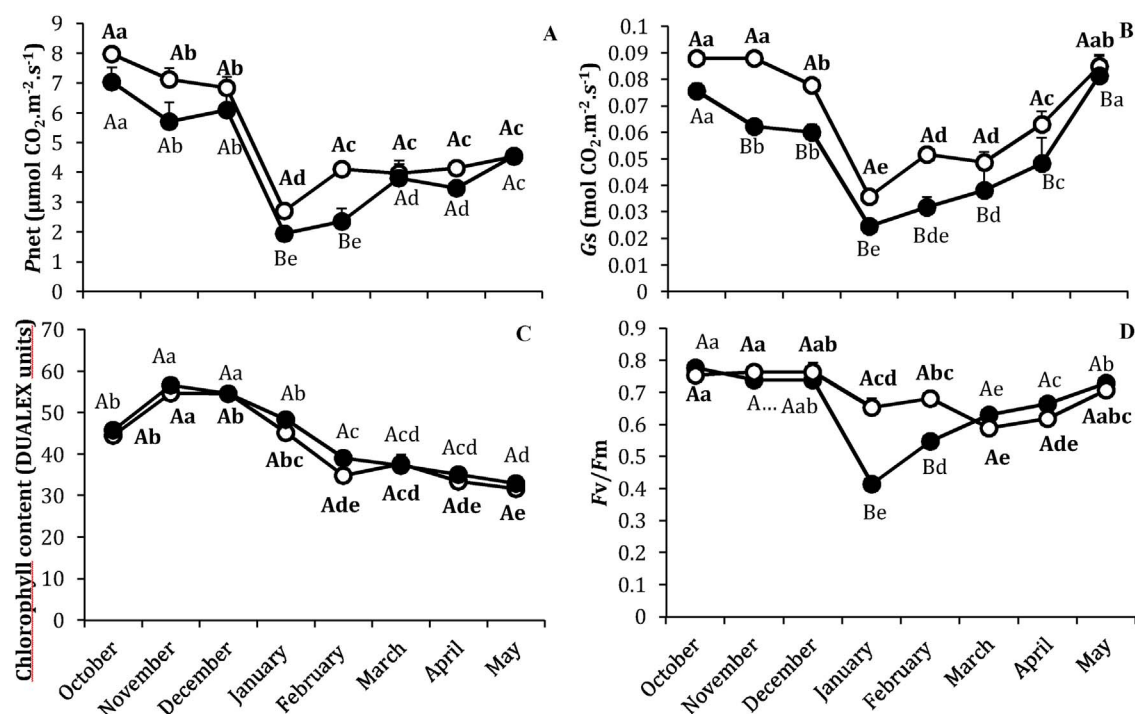 A
Pnet (µmol CO₂.m⁻².s⁻¹)
9
8
7
6
5
4
3
2
1
0
Aa Ab Ab Ad Ac Ac Ac Ac
Aa Ab Ab Be Be Ad Ad Ac
B
Gs (mol CO₂.m⁻².s⁻¹)
0.1
0.09
0.08
0.07
0.06
0.05
0.04
0.03
0.02
0.01
0
Aa Aa Ab Ae Ad Ad Ac Aab
Aa Bb Bb Be Bde Bd Bc Ba
C
Chlorophyll content (DUALEX units)
70
60
50
40
30
20
10
0
Ab Aa Aa Ab Ac Acd Acd Ad
Ab Aa Ab Abc Ade Acd Ade Ae
October
November
December
January
February
March
April
May
D
Fv/Fm
0.9
0.8
0.7
0.6
0.5
0.4
0.3
0.2
0.1
0
Aa Aa Aab Acd Abc Ae Ac Ab
Aa A... Aab Be Bd Ae Ade Aabc
October
November
December
January
February
March
April
May